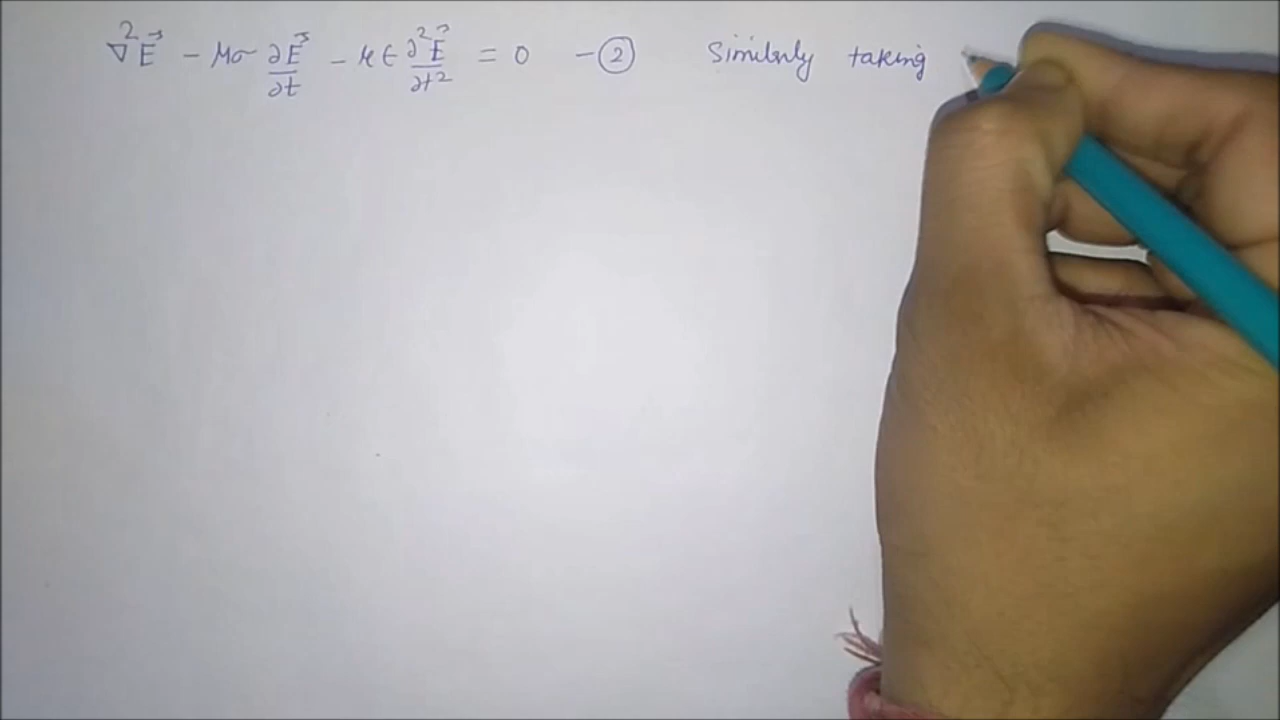 ∇²E⃗ - μσ ∂E⃗/∂t - μϵ ∂²E⃗/∂t² = 0 - ② Similarly taking